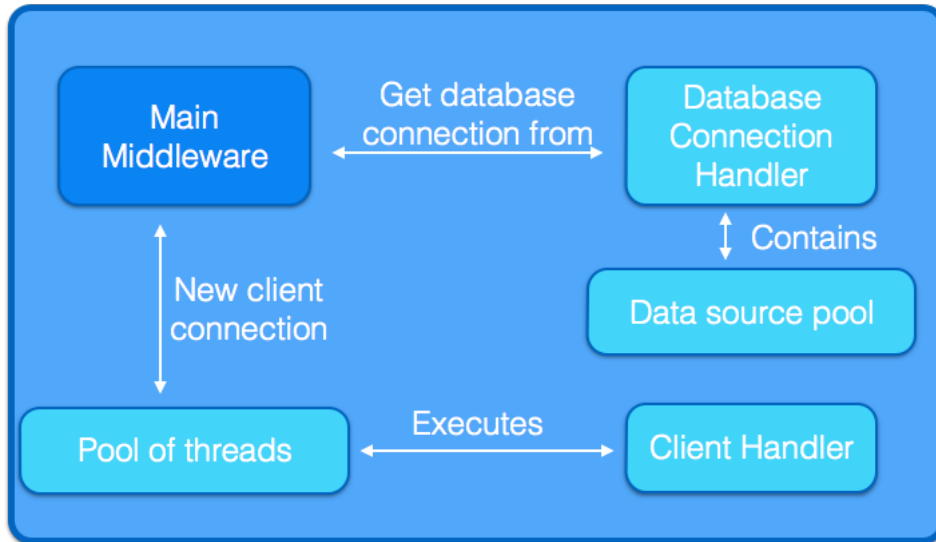 Main
Middleware
Get database
connection from
Database
Connection
Handler
Contains
Data source pool
New client
connection
Pool of threads
Executes
Client Handler